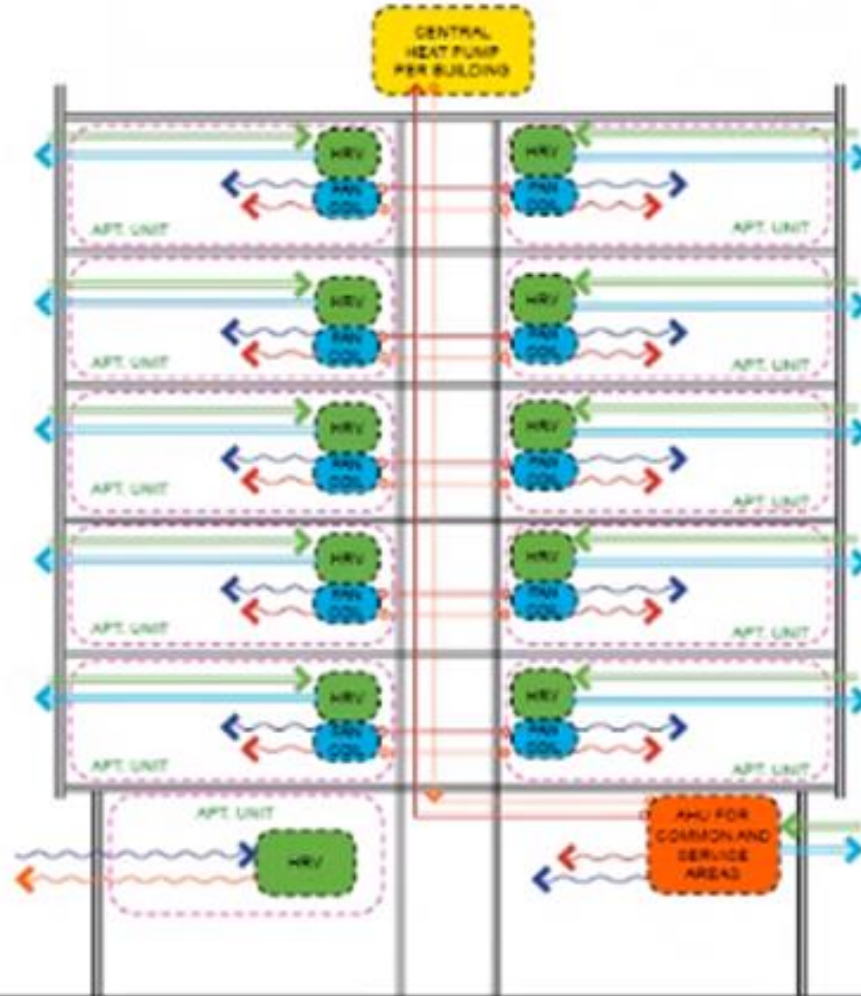 CENTRAL
HEAT PUMP
PER BUILDING
HRV
HRV
FAN
COIL
FAN
COIL
APT. UNIT
APT. UNIT
HRV
HRV
FAN
COIL
FAN
COIL
APT. UNIT
APT. UNIT
HRV
HRV
FAN
COIL
FAN
COIL
APT. UNIT
APT. UNIT
HRV
HRV
FAN
COIL
FAN
COIL
APT. UNIT
APT. UNIT
HRV
HRV
FAN
COIL
FAN
COIL
APT. UNIT
APT. UNIT
APT. UNIT
HRV
AHU FOR
COMMON AND
SERVICE
AREAS